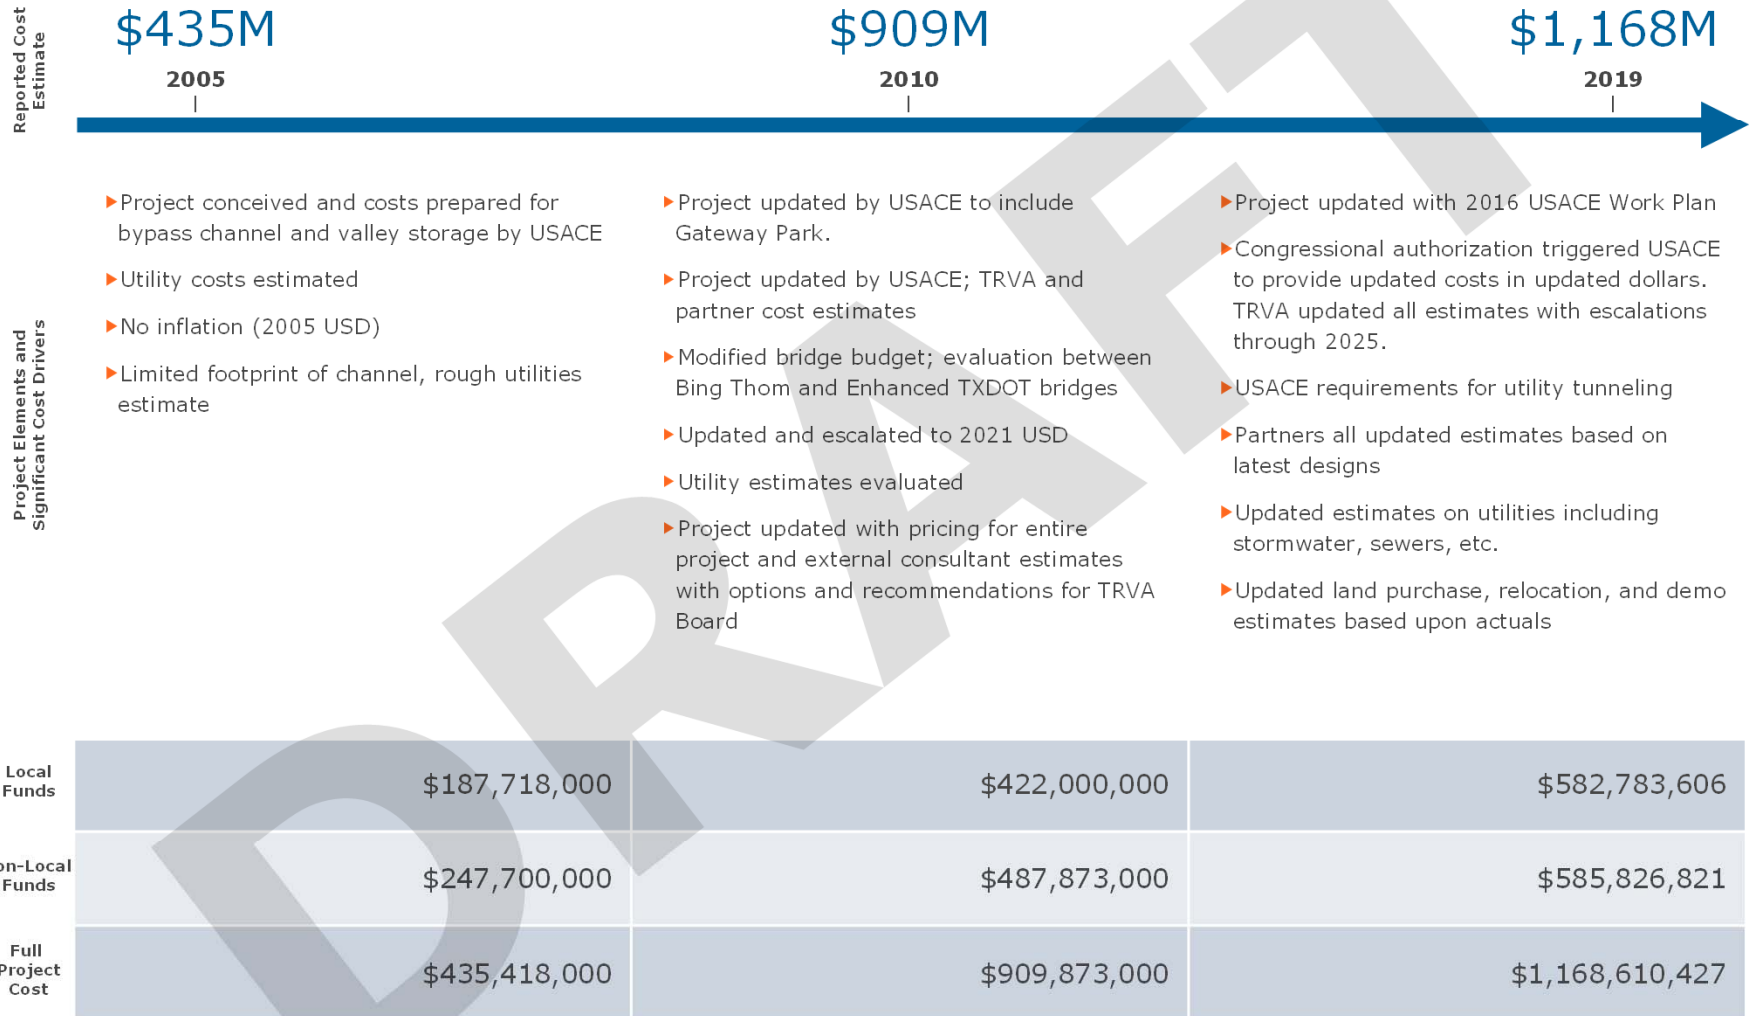 Reported Cost
Estimate
$435M
$909M
$1,168M
2005
2010
2019
Project Elements and
Significant Cost Drivers
▶Project conceived and costs prepared for
bypass channel and valley storage by USACE
▶Utility costs estimated
▶No inflation (2005 USD)
▶Limited footprint of channel, rough utilities
estimate
▶Project updated by USACE to include
Gateway Park.
▶Project updated by USACE; TRVA and
partner cost estimates
▶Modified bridge budget; evaluation between
Bing Thom and Enhanced TXDOT bridges
▶Updated and escalated to 2021 USD
▶Utility estimates evaluated
▶Project updated with pricing for entire
project and external consultant estimates
with options and recommendations for TRVA
Board
▶Project updated with 2016 USACE Work Plan
▶Congressional authorization triggered USACE
to provide updated costs in updated dollars.
TRVA updated all estimates with escalations
through 2025.
▶USACE requirements for utility tunneling
▶Partners all updated estimates based on
latest designs
▶Updated estimates on utilities including
stormwater, sewers, etc.
▶Updated land purchase, relocation, and demo
estimates based upon actuals
DRAFT
Local
Funds
$187,718,000
$422,000,000
$582,783,606
on-Local
Funds
$247,700,000
$487,873,000
$585,826,821
Full
Project
Cost
$435,418,000
$909,873,000
$1,168,610,427